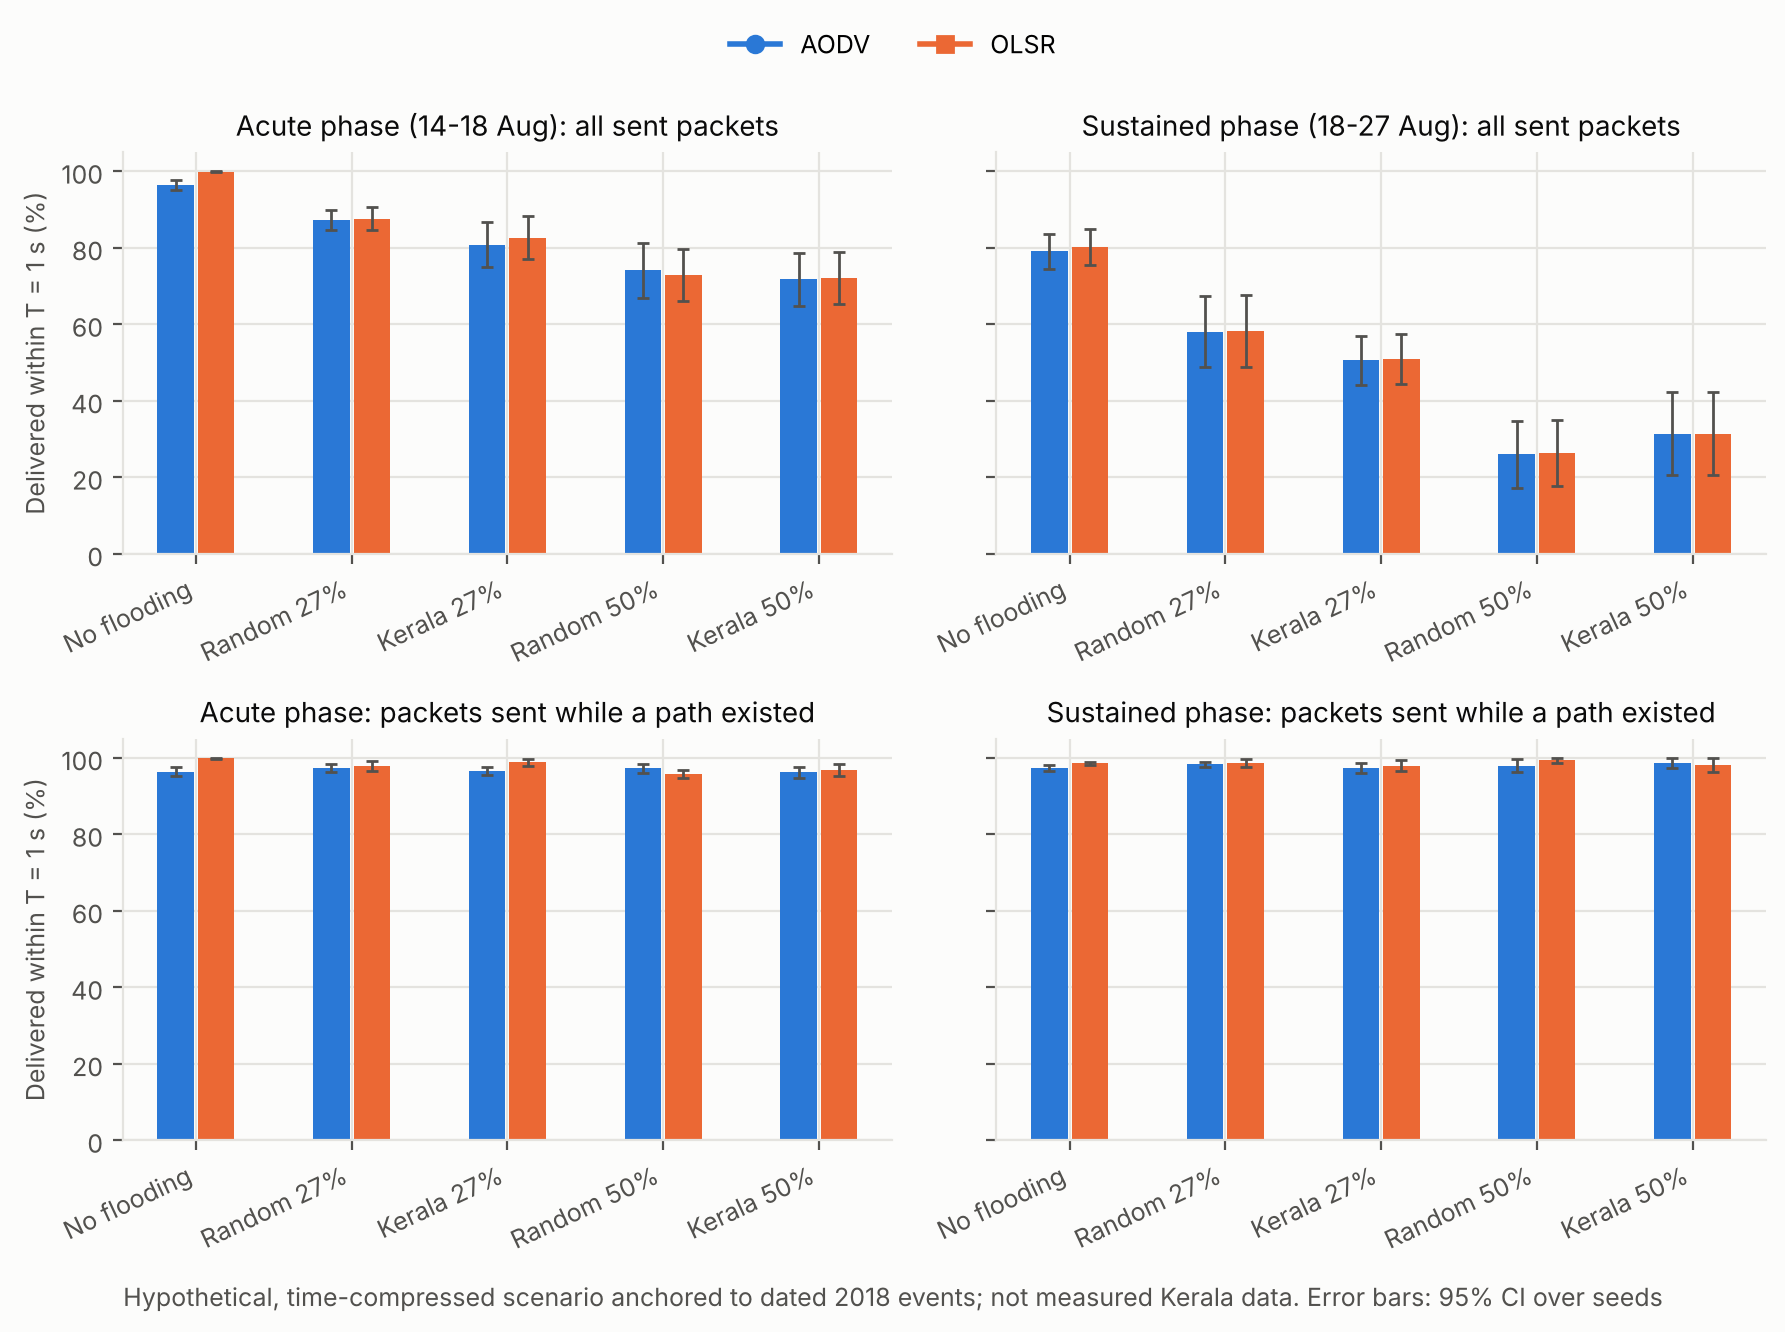 AODV
OLSR
Acute phase (14-18 Aug): all sent packets
Delivered within T = 1 s (%)
100
80
60
40
20
0
No flooding
Random 27%
Kerala 27%
Random 50%
Kerala 50%
Sustained phase (18-27 Aug): all sent packets
No flooding
Random 27%
Kerala 27%
Random 50%
Kerala 50%
Acute phase: packets sent while a path existed
Delivered within T = 1 s (%)
100
80
60
40
20
0
No flooding
Random 27%
Kerala 27%
Random 50%
Kerala 50%
Sustained phase: packets sent while a path existed
No flooding
Random 27%
Kerala 27%
Random 50%
Kerala 50%
Hypothetical, time-compressed scenario anchored to dated 2018 events; not measured Kerala data. Error bars: 95% CI over seeds